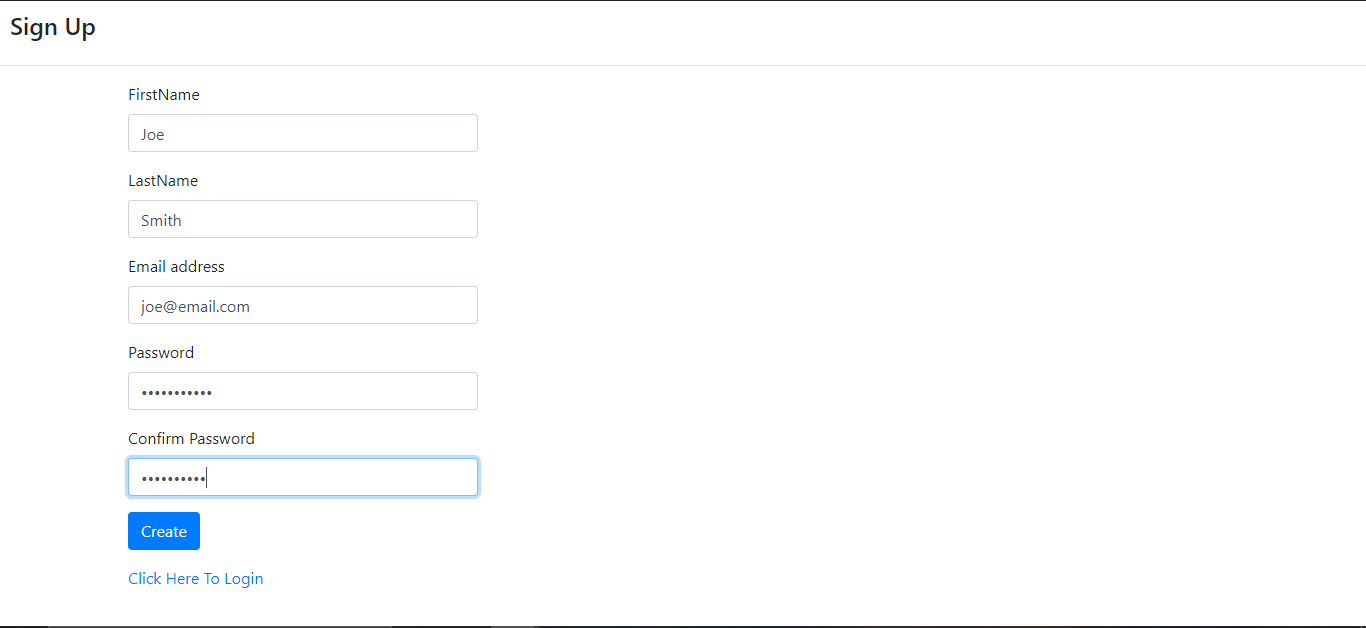 Sign Up
FirstName
Joe
LastName
Smith
Email address
joe@email.com
Password
•••••••••••
Confirm Password
••••••••••
Create
Click Here To Login